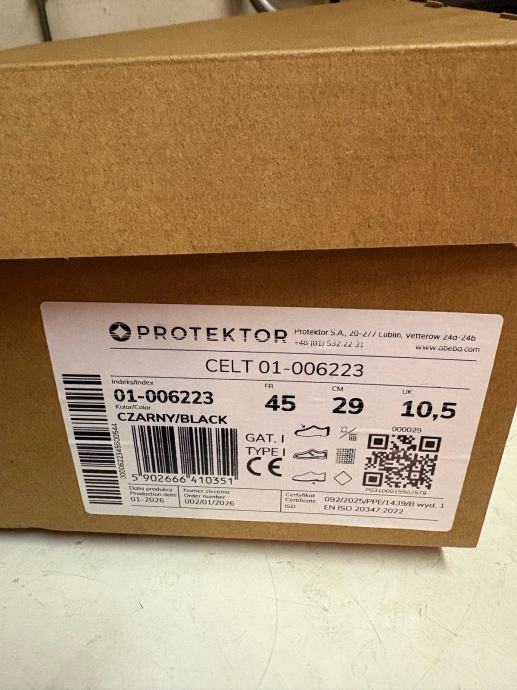 PROTEKTOR
Protektor S.A., 20-277 Lublin, Vetterów 24a-24b
+48 (81) 532 22 31
www.abeba.com
CELT 01-006223
Indeks/Index
01-006223
Kolor/Color
CZARNY/BLACK
FR
45
CM
29
UK
10,5
5 902666 410351
GAT. I
TYPE I
CE
000029
Data produkcji
Production date
01-2026
Numer zlecenia
Order number
002/01/2026
Certyfikat
Certificate
092/2025/PPE/1439/B wyd. 1
ISO
EN ISO 20347:2022